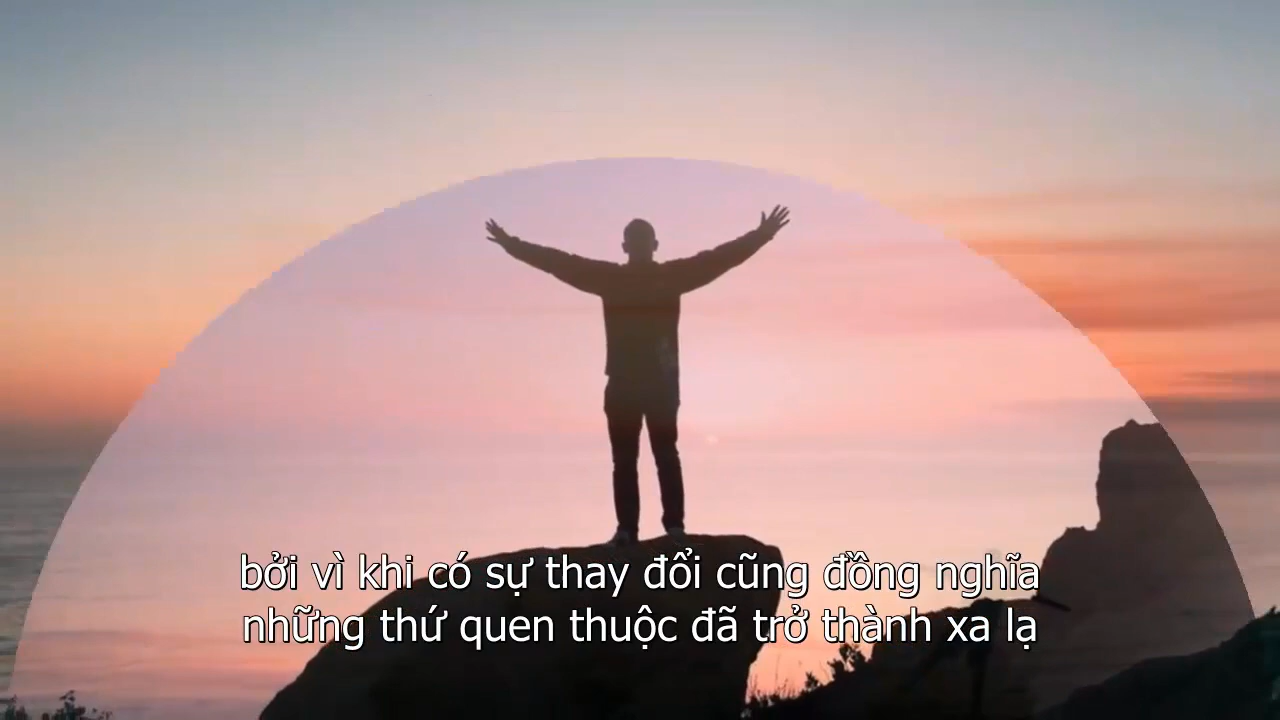 bởi vì khi có sự thay đổi cũng đồng nghĩa
những thứ quen thuộc đã trở thành xa lạ